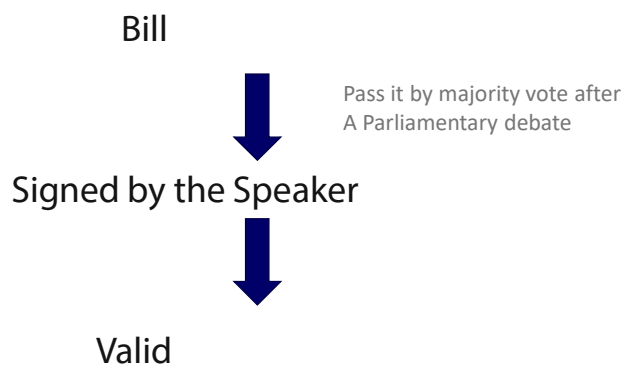 Bill
Pass it by majority vote after
A Parliamentary debate
Signed by the Speaker
Valid